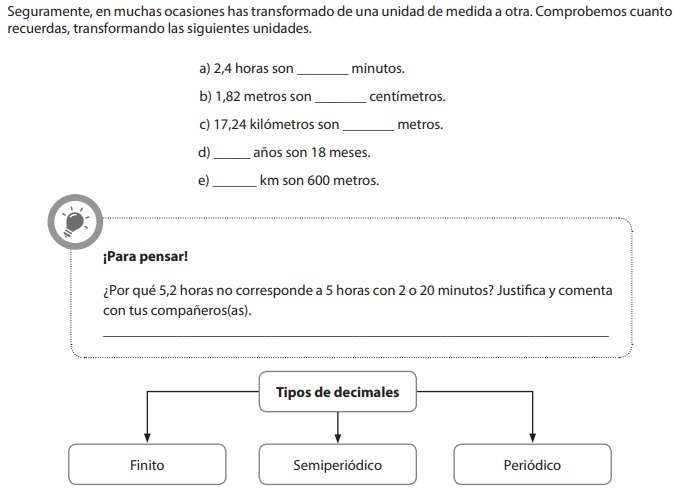 Seguramente, en muchas ocasiones has transformado de una unidad de medida a otra. Comprobemos cuanto
recuerdas, transformando las siguientes unidades.
a) 2,4 horas son _______ minutos.
b) 1,82 metros son _______ centímetros.
c) 17,24 kilómetros son _______ metros.
d) _____ años son 18 meses.
e) ______ km son 600 metros.
¡Para pensar!
¿Por qué 5,2 horas no corresponde a 5 horas con 2 o 20 minutos? Justifica y comenta
con tus compañeros(as).
Tipos de decimales
Finito
Semiperiódico
Periódico